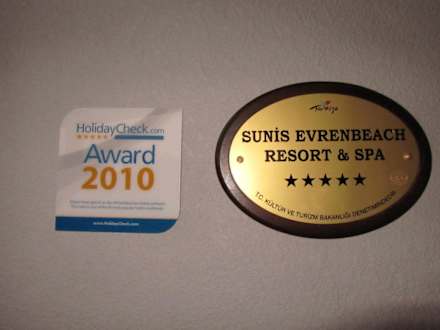 HolidayCheck.com
Award
2010
www.HolidayCheck.com
Türkiye
SUNİS EVRENBEACH
RESORT & SPA
T.C. KÜLTÜR VE TURİZM BAKANLIĞI DENETİMİNDEDİR